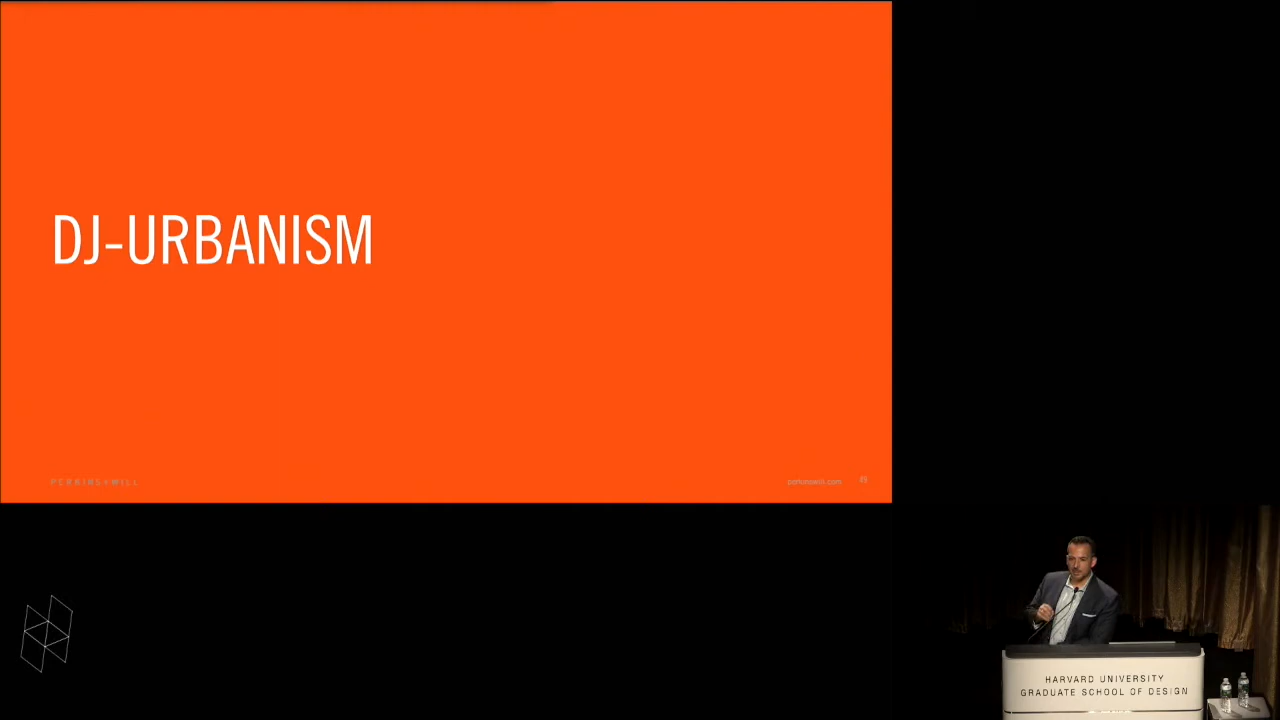 DJ-URBANISM
PERKINS&WILL
perkinswill.com
HARVARD UNIVERSITY
GRADUATE SCHOOL OF DESIGN